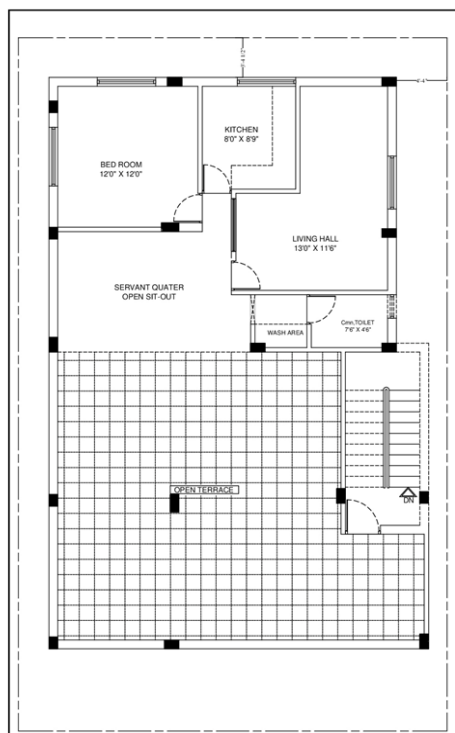 KITCHEN
8'0" X 8'9"
BED ROOM
12'0" X 12'0"
LIVING HALL
13'0" X 11'6"
SERVANT QUATER
OPEN SIT-OUT
Cmn.TOILET
7'6" X 4'6"
WASH AREA
OPEN TERRACE
DN